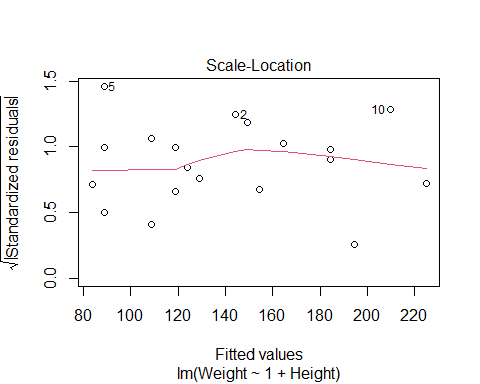 Scale-Location
√|Standardized residuals|
1.5
1.0
0.5
0.0
5
2
10
80 100 120 140 160 180 200 220
Fitted values
lm(Weight ~ 1 + Height)